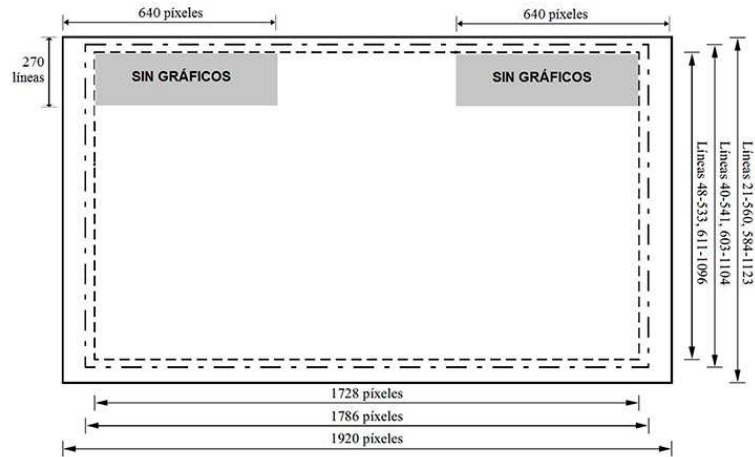 640 píxeles
640 píxeles
270
líneas
SIN GRÁFICOS
SIN GRÁFICOS
Líneas 48-533, 611-1096
Líneas 40-541, 603-1104
Líneas 21-560, 584-1123
1728 píxeles
1786 píxeles
1920 píxeles